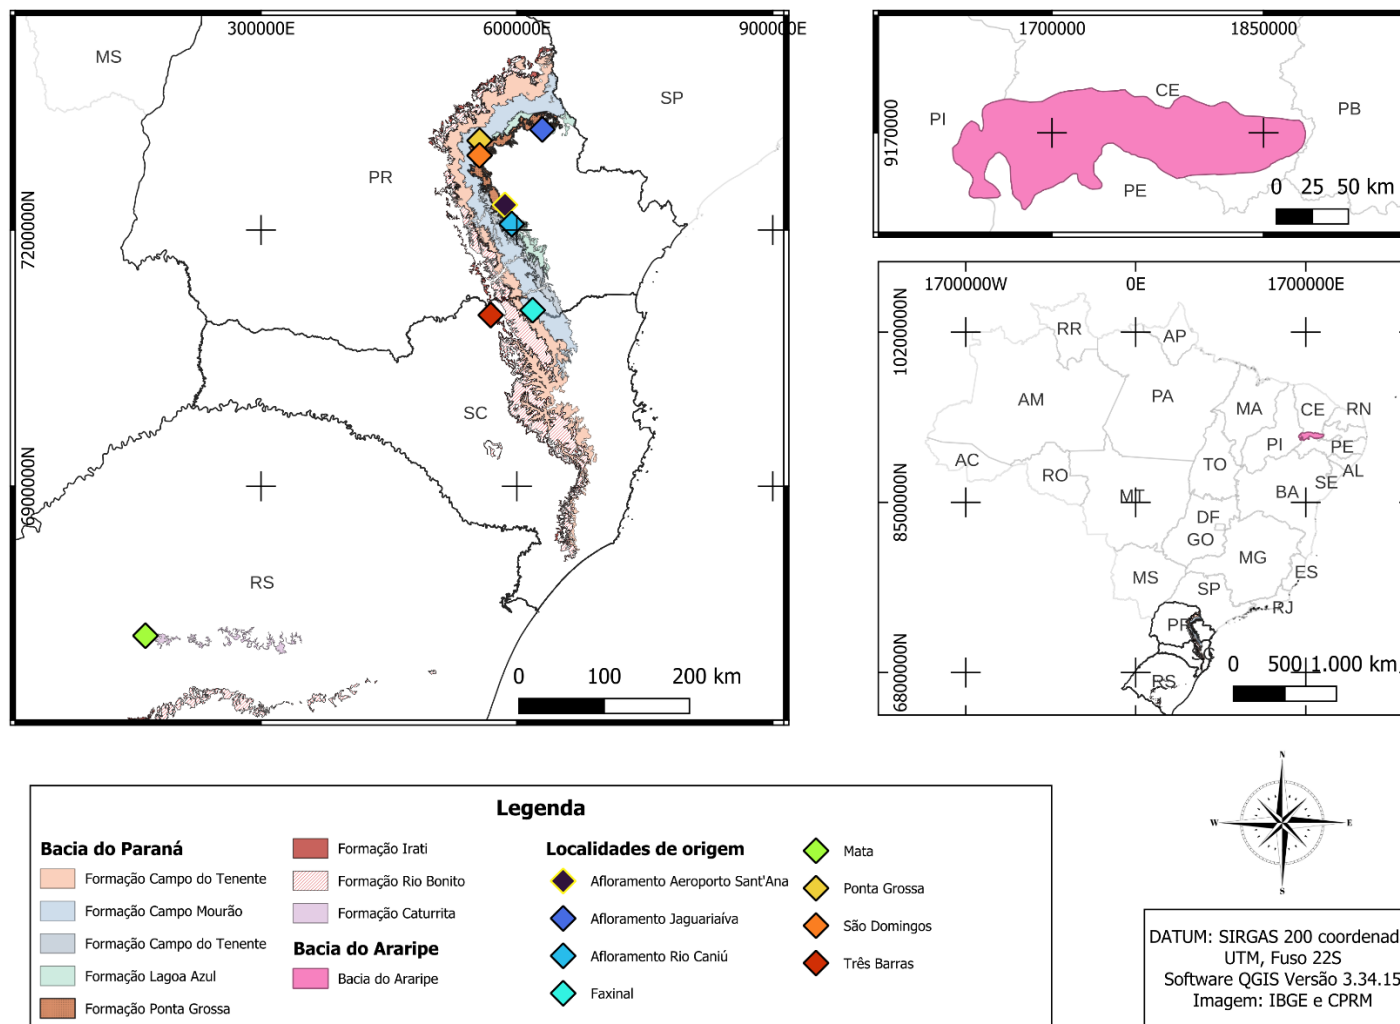 3000000E
6000000E
9000000E
MS
SP
PR
7200000N
SC
6900000N
RS
0 100 200 km
1700000
1850000
CE
PB
PI
9170000
PE
0 25 50 km
1700000W
0E
1700000E
10200000N
RR
AP
AM
PA
MA
CE
RN
PI
PE
AL
AC
RO
TO
SE
BA
MT
8500000N
DF
GO
MG
ES
MS
SP
RJ
PR
SC
RS
6800000N
0 500 1.000 km
Legenda
Bacia do Paraná
Formação Campo do Tenente
Formação Campo Mourão
Formação Campo do Tenente
Formação Lagoa Azul
Formação Ponta Grossa
Formação Irati
Formação Rio Bonito
Formação Caturrita
Bacia do Araripe
Bacia do Araripe
Localidades de origem
Afloramento Aeroporto Sant'Ana
Afloramento Jaguariaíva
Afloramento Rio Caniú
Faxinal
Mata
Ponta Grossa
São Domingos
Três Barras
N
W
E
S
DATUM: SIRGAS 200 coordenad
UTM, Fuso 22S
Software QGIS Versão 3.34.15
Imagem: IBGE e CPRM